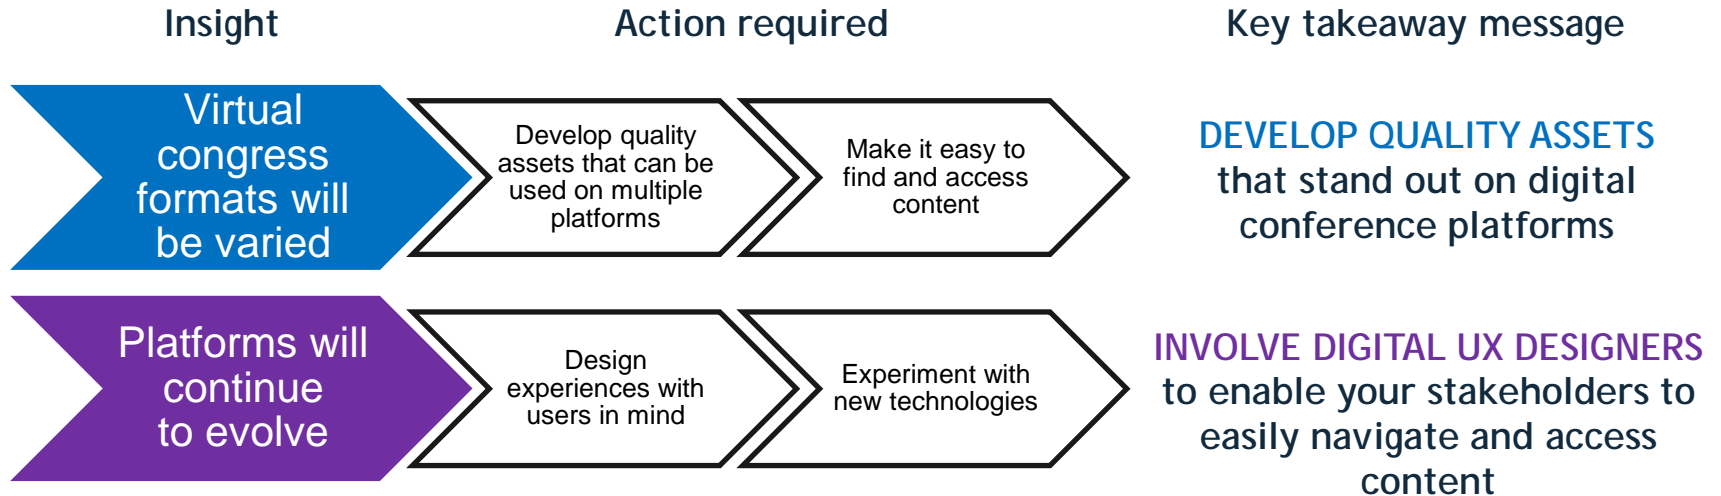 Insight
Action required
Key takeaway message
Virtual
congress
formats will
be varied
Develop quality
assets that can be
used on multiple
platforms
Make it easy to
find and access
content
DEVELOP QUALITY ASSETS
that stand out on digital
conference platforms
Platforms will
continue
to evolve
Design
experiences with
users in mind
Experiment with
new technologies
INVOLVE DIGITAL UX DESIGNERS
to enable your stakeholders to
easily navigate and access
content